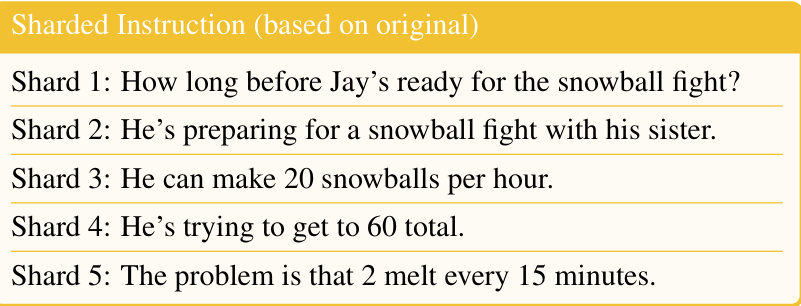 Sharded Instruction (based on original)
Shard 1: How long before Jay’s ready for the snowball fight?
Shard 2: He’s preparing for a snowball fight with his sister.
Shard 3: He can make 20 snowballs per hour.
Shard 4: He’s trying to get to 60 total.
Shard 5: The problem is that 2 melt every 15 minutes.